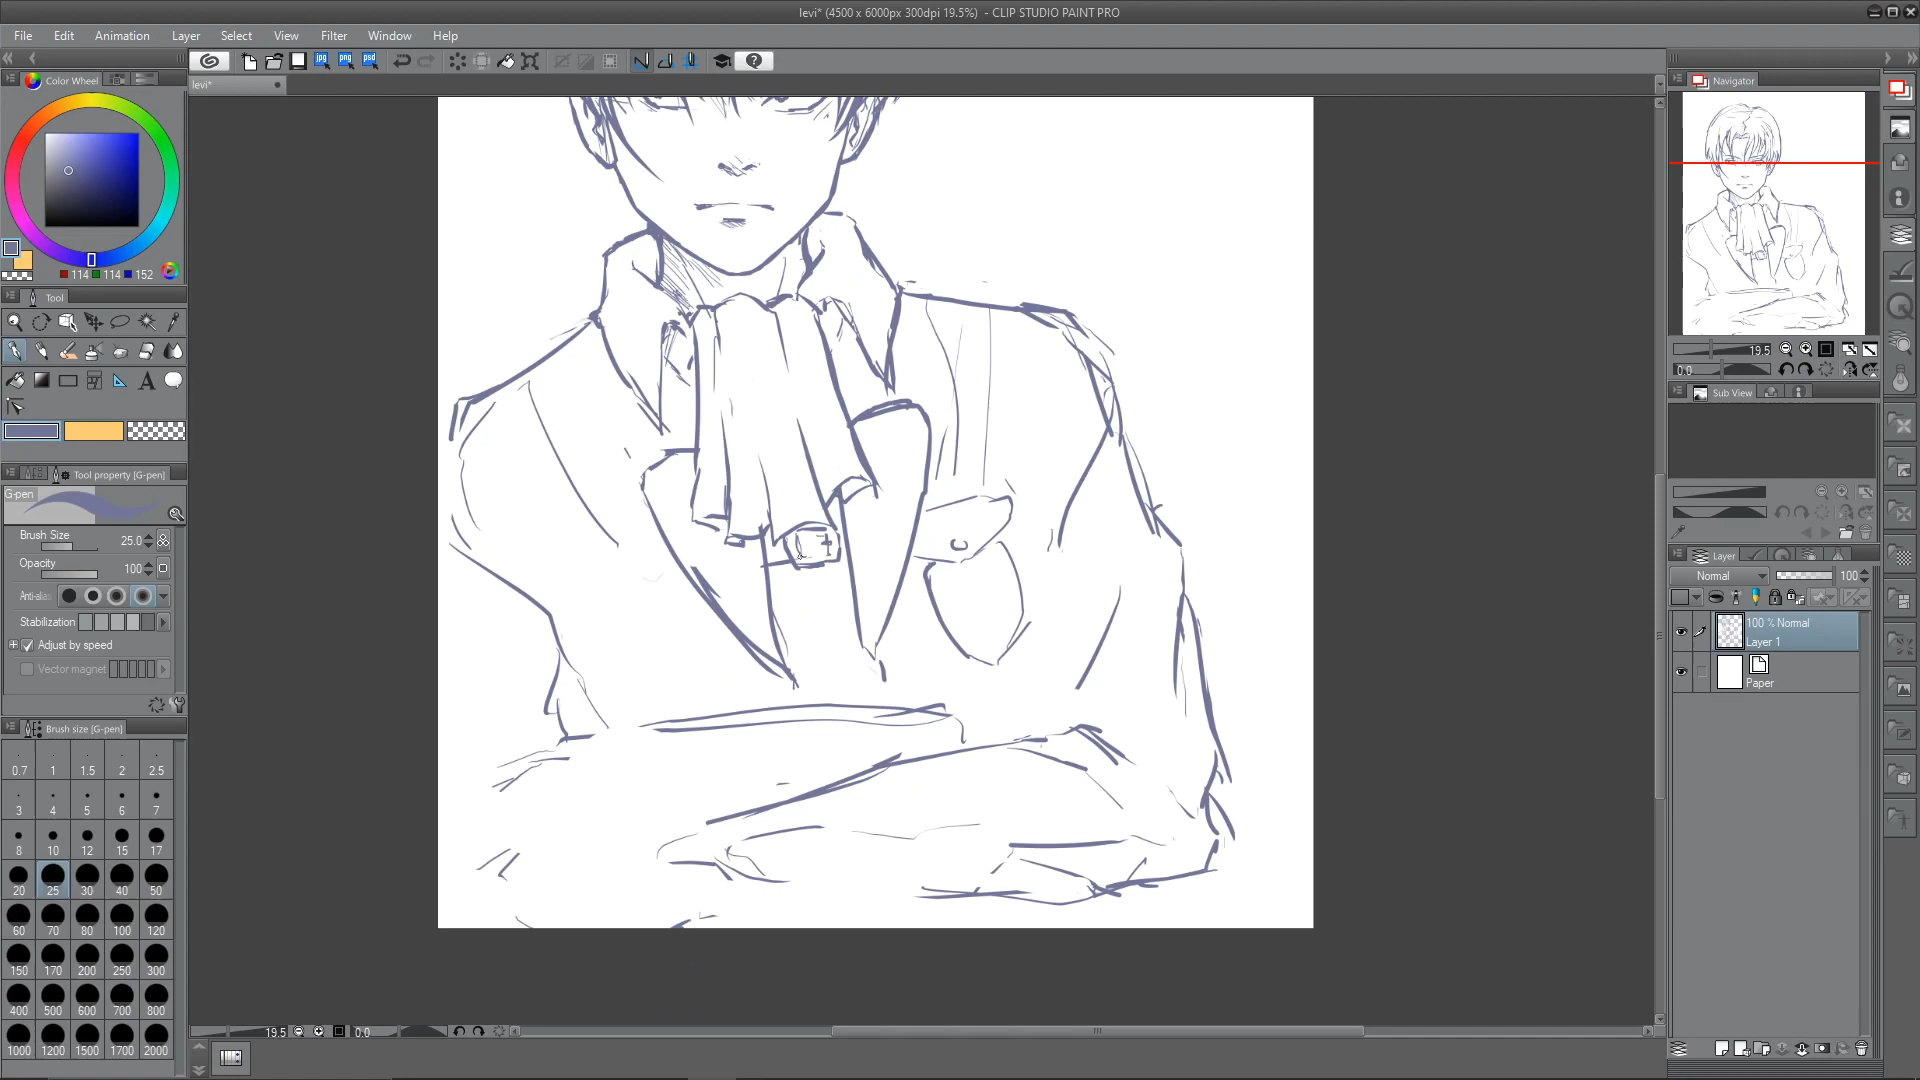 levi* (4500 x 6000px 300dpi 19.5%) - CLIP STUDIO PAINT PRO
File Edit Animation Layer Select View Filter Window Help
jpg png psd
levi*
Color Wheel
114 114 152
Tool
Tool property [G-pen]
G-pen
Brush Size 25.0
Opacity 100
Anti-alias
Stabilization
Adjust by speed
Vector magnet
Brush size [G-pen]
0.7 1 1.5 2 2.5
3 4 5 6 7
8 10 12 15 17
20 25 30 40 50
60 70 80 100 120
150 170 200 250 300
400 500 600 700 800
1000 1200 1500 1700 2000
19.5 0.0
Navigator
19.5
0.0
Sub View
Layer
Normal 100
100 % Normal
Layer 1
Paper